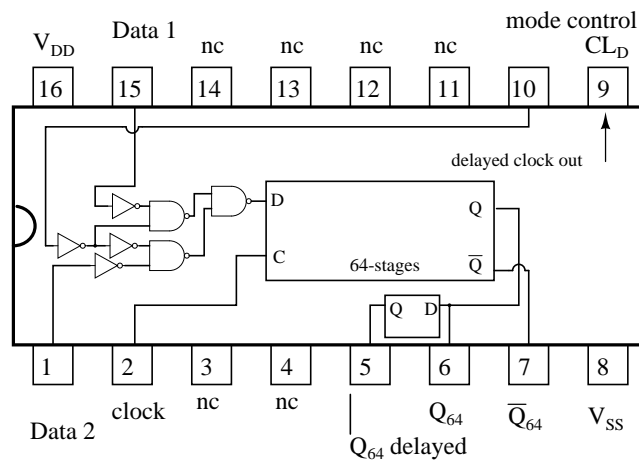 mode control
V_DD Data 1 nc nc nc nc CL_D
16 15 14 13 12 11 10 9
delayed clock out
D Q
C Q̅
64-stages
Q D
1 2 3 4 5 6 7 8
clock nc nc Q_64 Q̅_64 V_SS
Data 2 Q_64 delayed